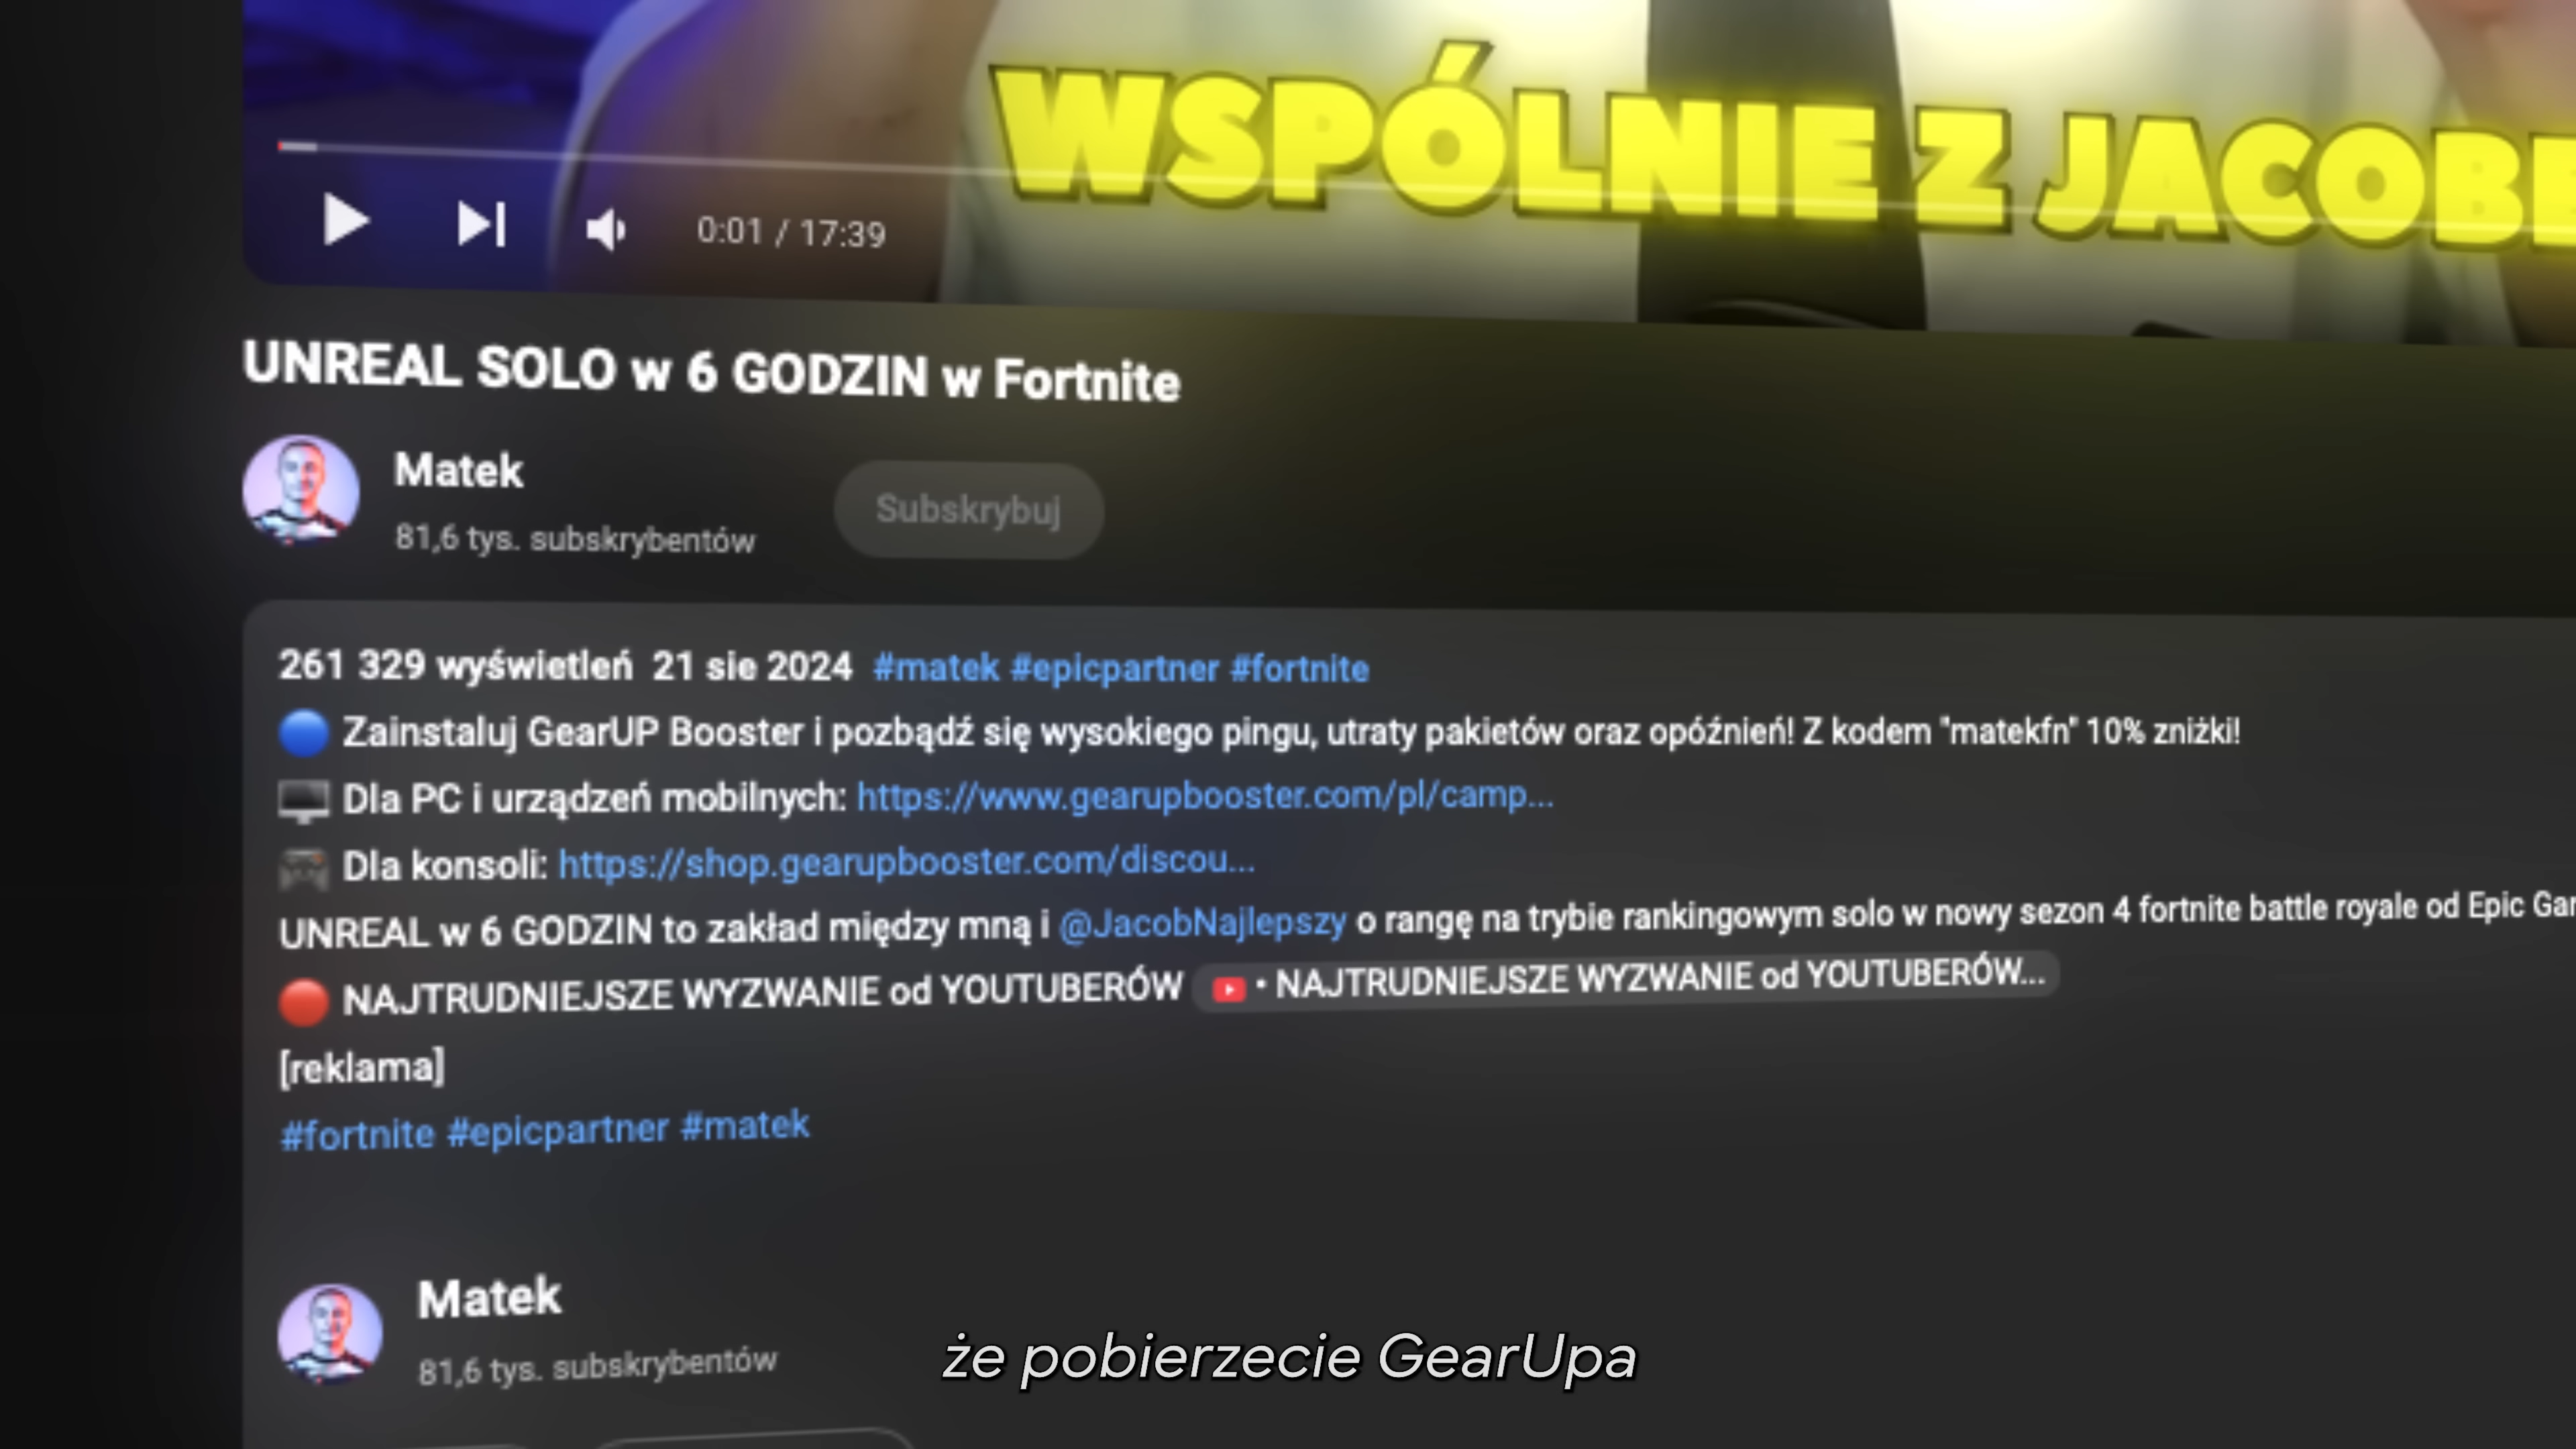 WSPÓLNIE Z JACOB
0:01 / 17:39
UNREAL SOLO w 6 GODZIN w Fortnite
Matek
81,6 tys. subskrybentów
Subskrybuj
261 329 wyświetleń 21 sie 2024 #matek #epicpartner #fortnite
Zainstaluj GearUP Booster i pozbądź się wysokiego pingu, utraty pakietów oraz opóźnień! Z kodem "matekfn" 10% zniżki!
Dla PC i urządzeń mobilnych: https://www.gearupbooster.com/pl/camp...
Dla konsoli: https://shop.gearupbooster.com/discou...
UNREAL w 6 GODZIN to zakład między mną i @JacobNajlepszy o rangę na trybie rankingowym solo w nowy sezon 4 fortnite battle royale od Epic Gam
NAJTRUDNIEJSZE WYZWANIE od YOUTUBERÓW • NAJTRUDNIEJSZE WYZWANIE od YOUTUBERÓW...
[reklama]
#fortnite #epicpartner #matek
Matek
81,6 tys. subskrybentów
że pobierzecie GearUpa